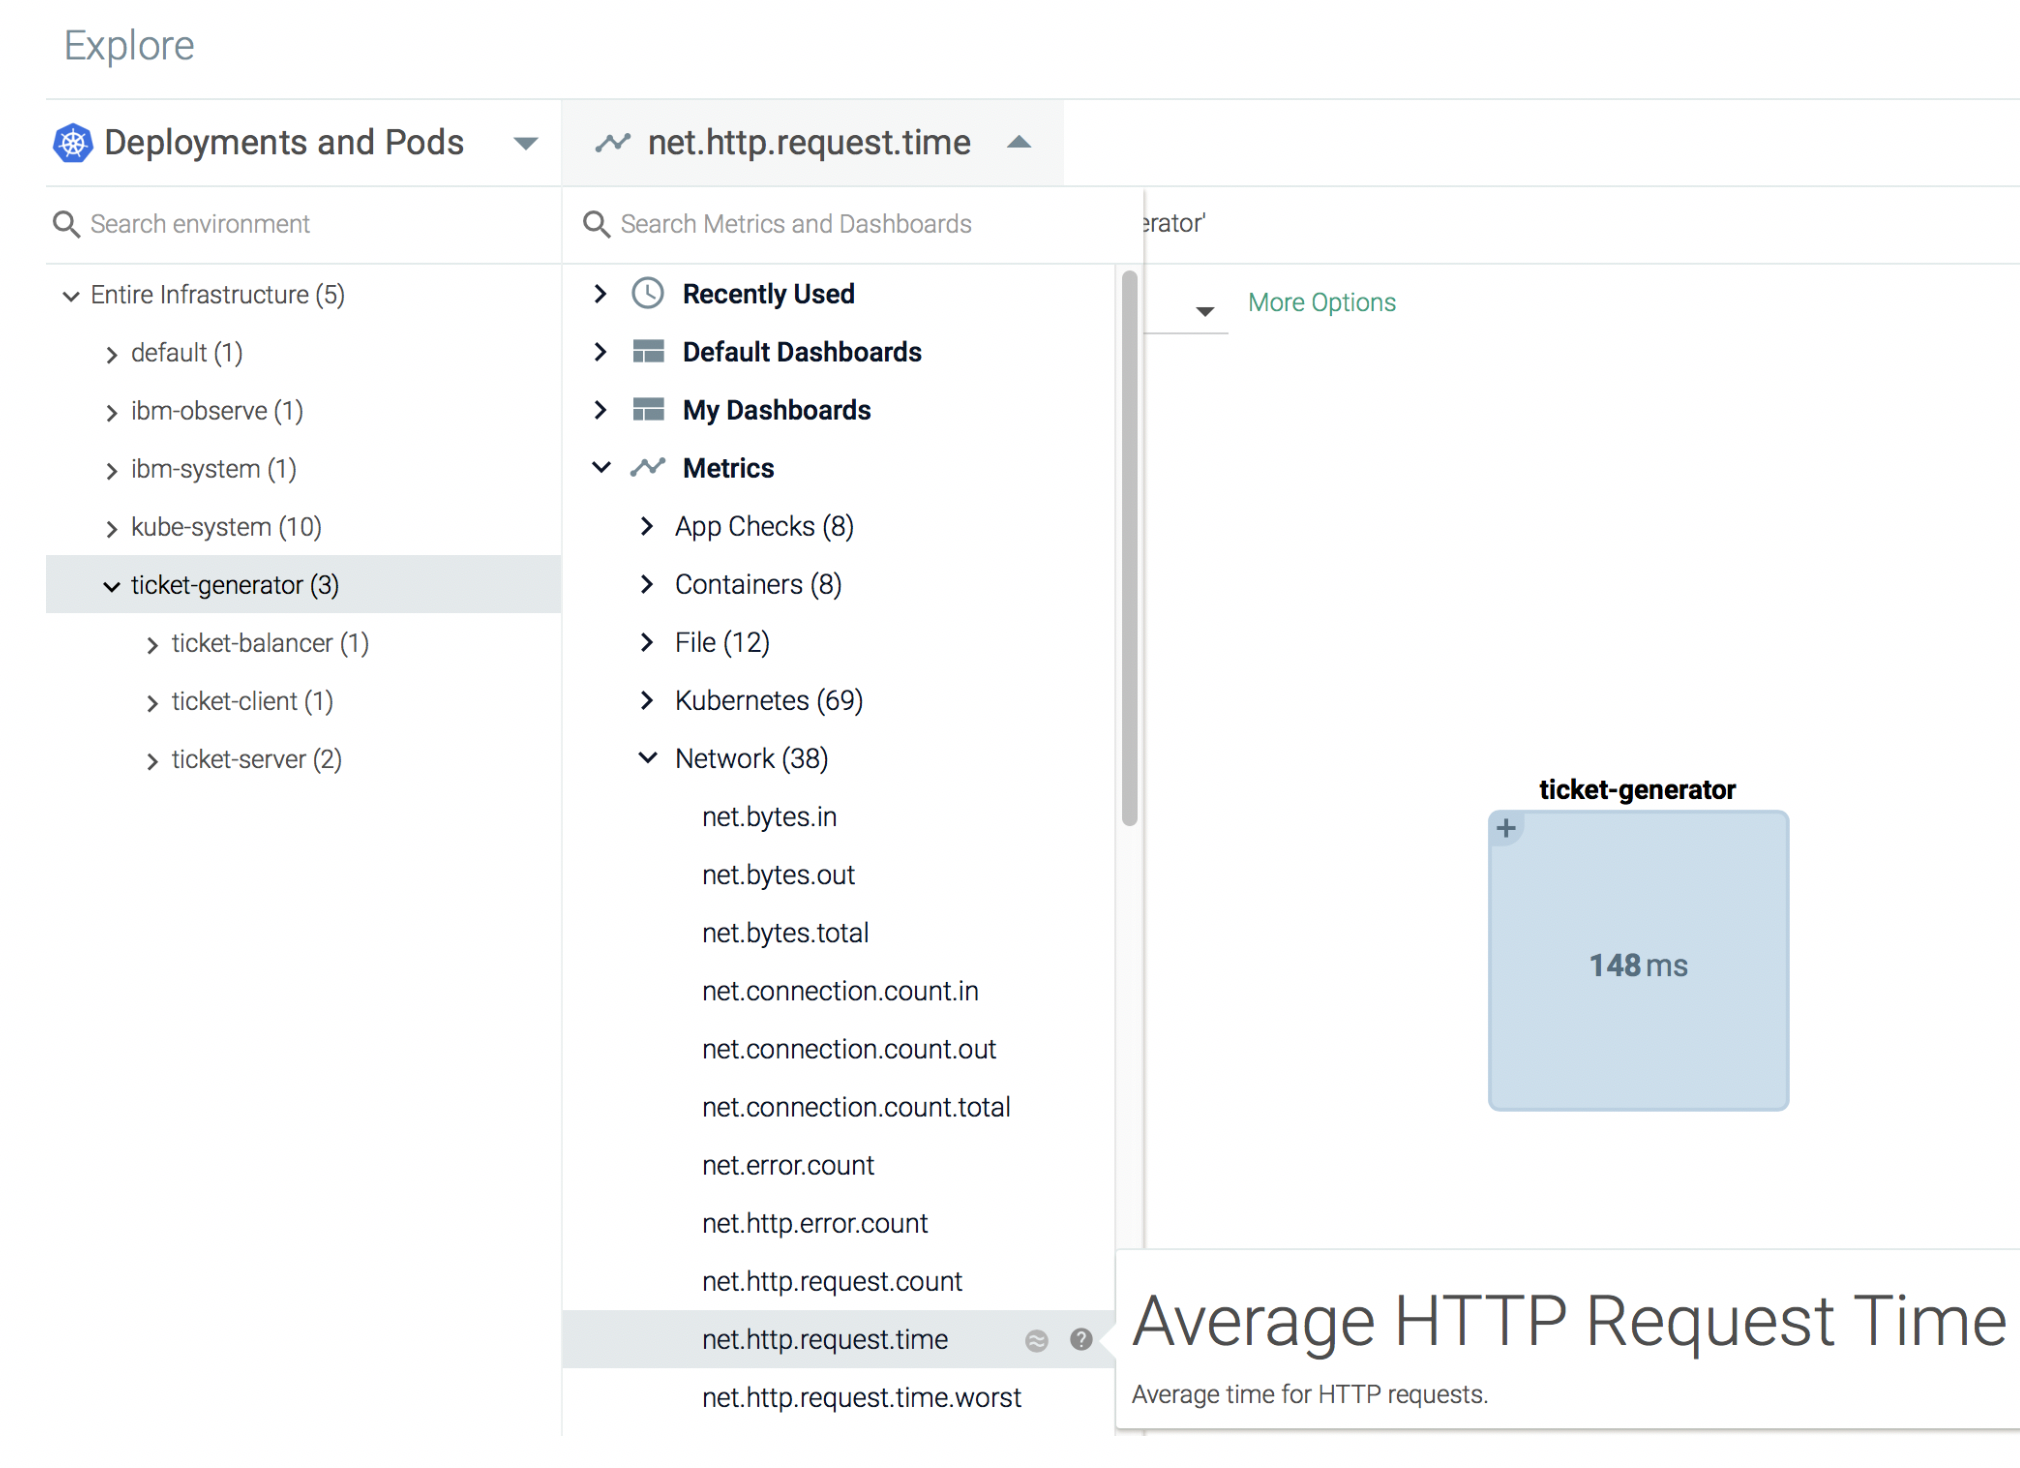 Explore
Deployments and Pods
net.http.request.time
Search environment
Search Metrics and Dashboards
erator'
Entire Infrastructure (5)
default (1)
ibm-observe (1)
ibm-system (1)
kube-system (10)
ticket-generator (3)
ticket-balancer (1)
ticket-client (1)
ticket-server (2)
Recently Used
Default Dashboards
My Dashboards
Metrics
App Checks (8)
Containers (8)
File (12)
Kubernetes (69)
Network (38)
net.bytes.in
net.bytes.out
net.bytes.total
net.connection.count.in
net.connection.count.out
net.connection.count.total
net.error.count
net.http.error.count
net.http.request.count
net.http.request.time
net.http.request.time.worst
More Options
ticket-generator
148 ms
Average HTTP Request Time
Average time for HTTP requests.